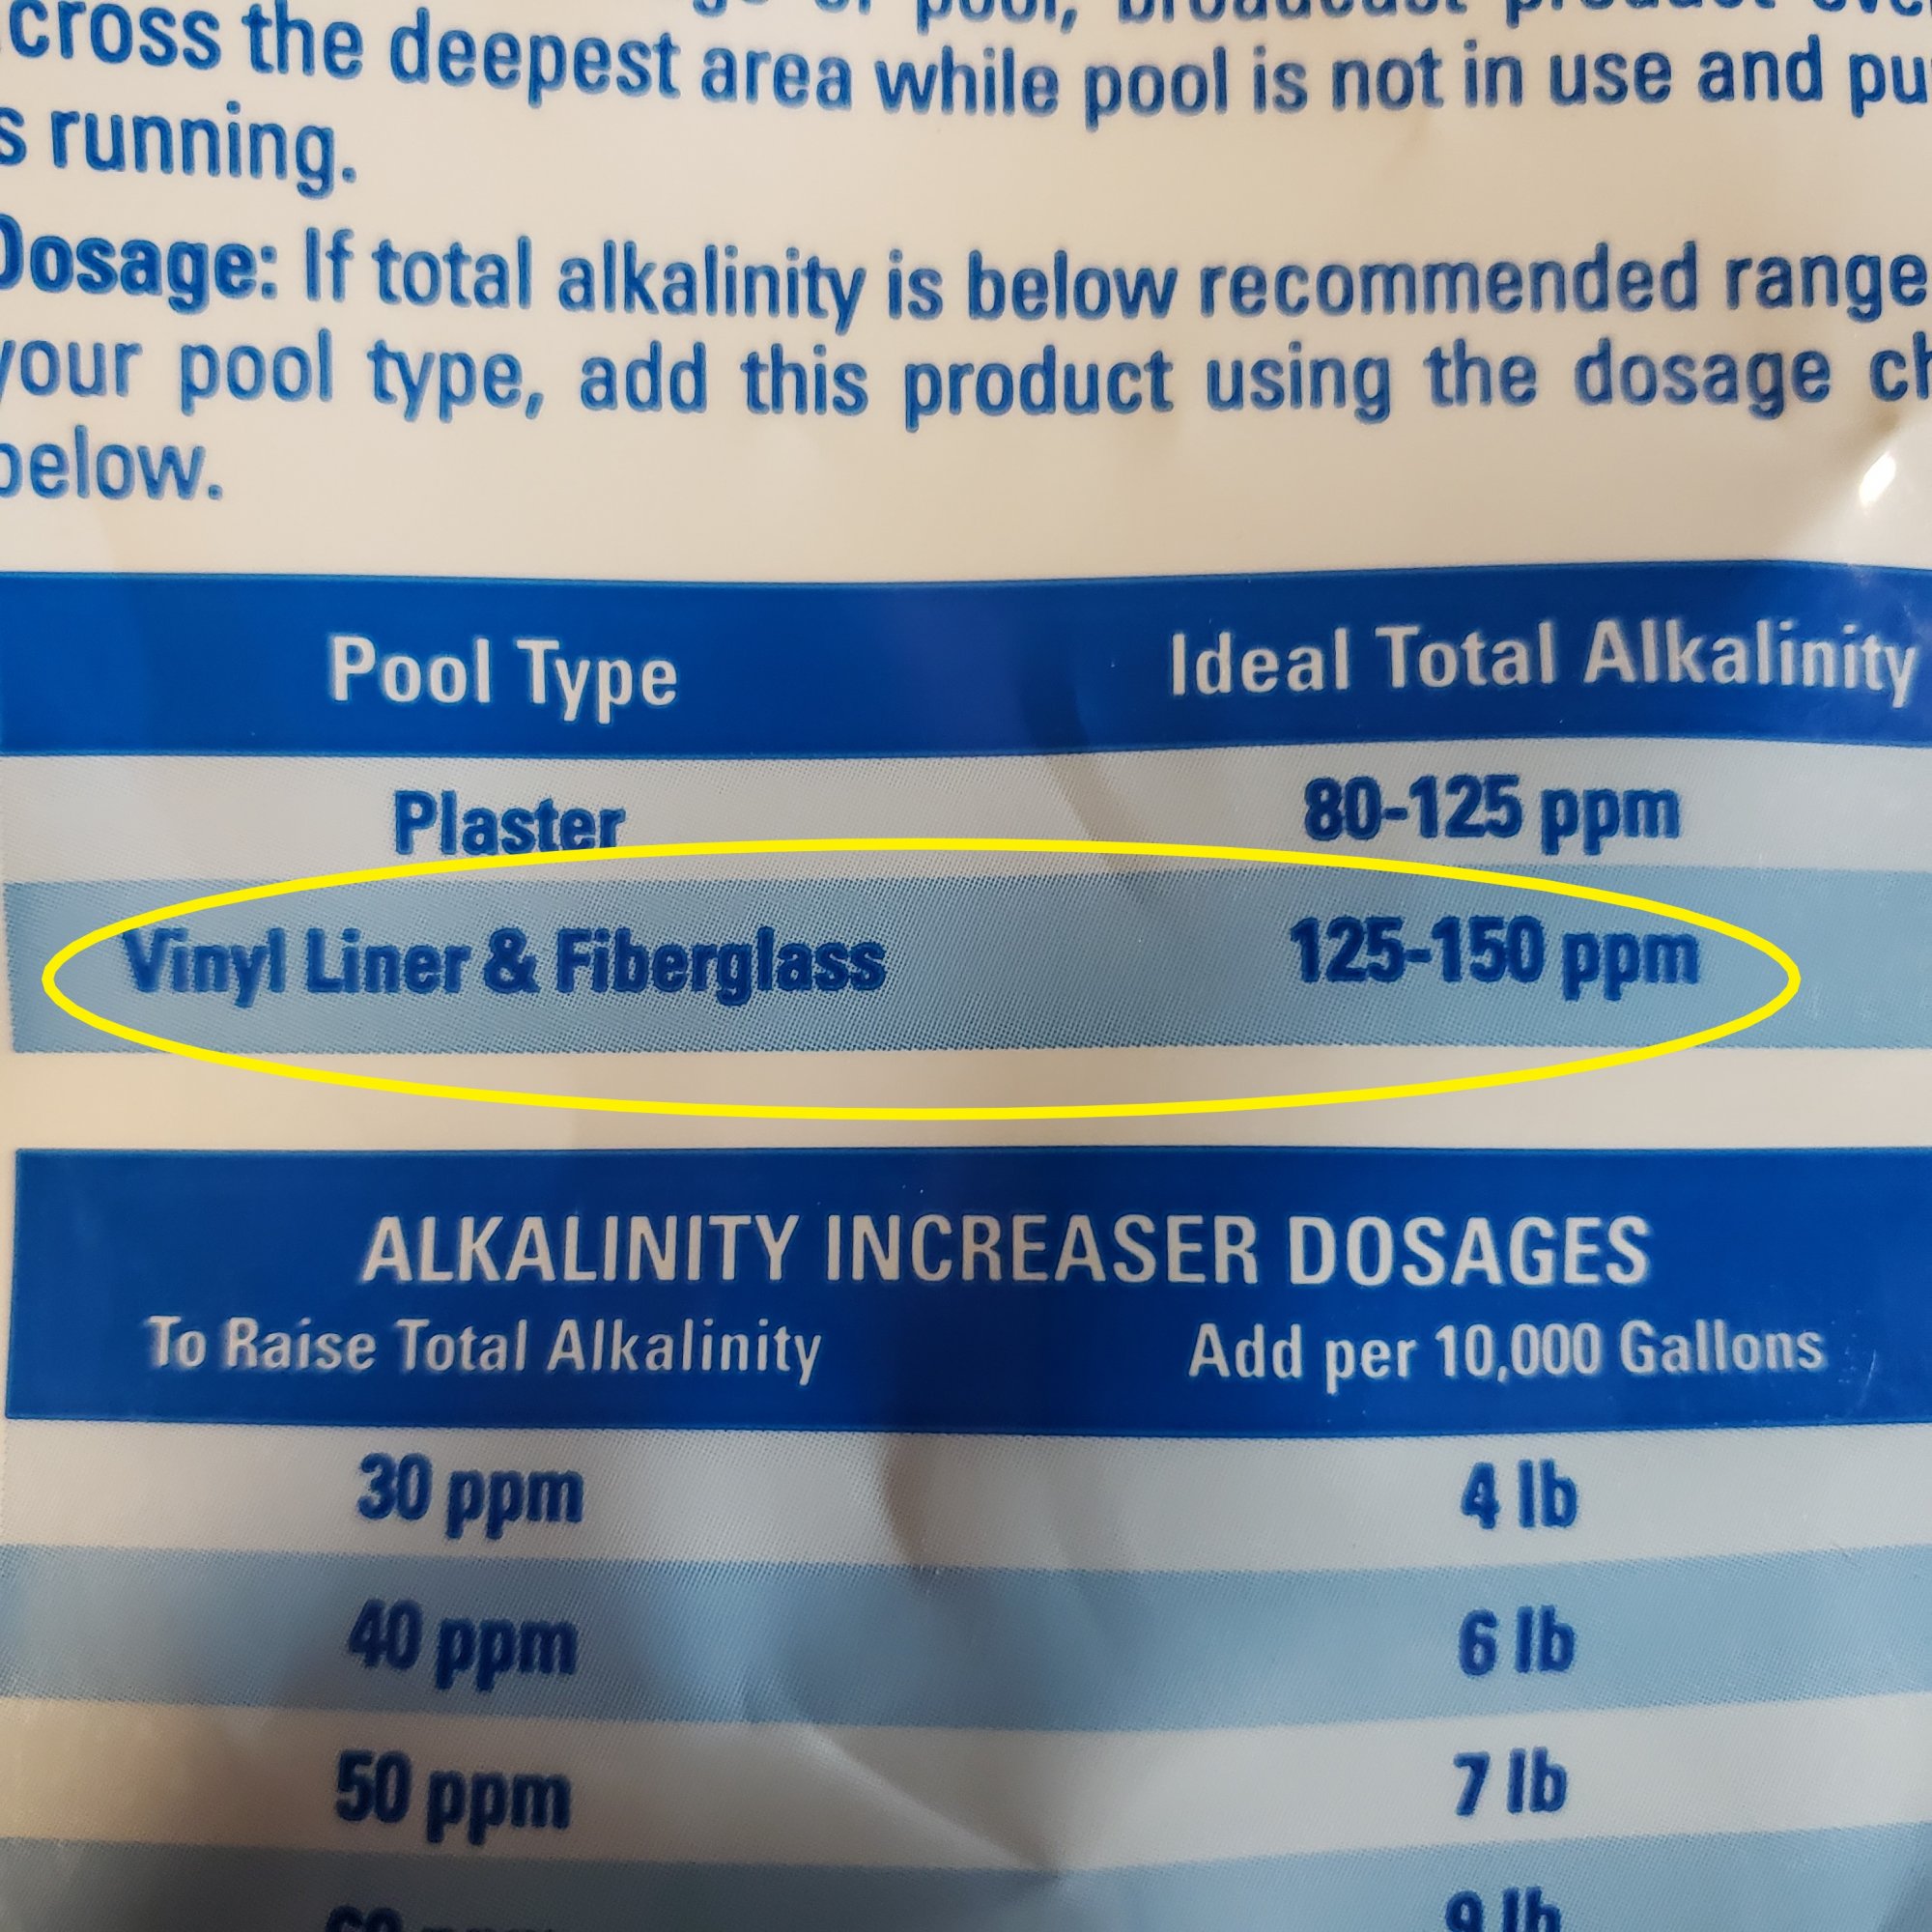 cross the deepest area while pool is not in use and pu
s running.
Dosage: If total alkalinity is below recommended range
your pool type, add this product using the dosage ch
below.
Pool Type Ideal Total Alkalinity
Plaster 80-125 ppm
Vinyl Liner & Fiberglass 125-150 ppm
ALKALINITY INCREASER DOSAGES
To Raise Total Alkalinity Add per 10,000 Gallons
30 ppm 4 lb
40 ppm 6 lb
50 ppm 7 lb
60 ppm 9 lb